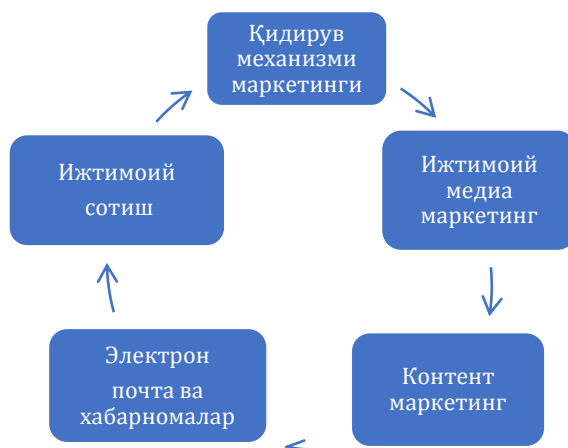 Қидирув
механизми
маркетинги
Ижтимоий
медиа
маркетинг
Контент
маркетинг
Электрон
почта ва
хабарномалар
Ижтимоий
сотиш